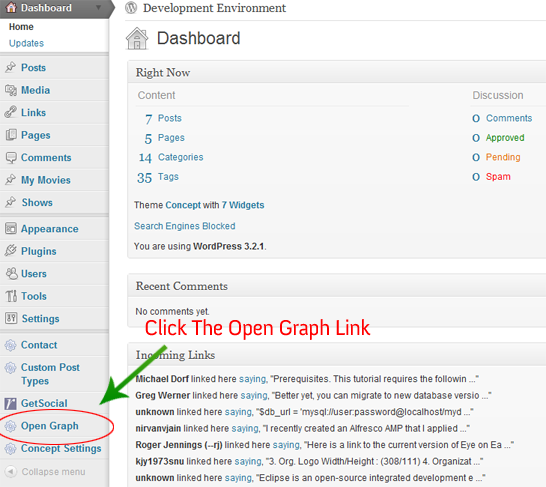 Dashboard
Home
Updates
Posts
Media
Links
Pages
Comments
My Movies
Shows
Appearance
Plugins
Users
Tools
Settings
Contact
Custom Post
Types
GetSocial
Open Graph
Concept Settings
Collapse menu
Development Environment
Dashboard
Right Now
Content
Discussion
7 Posts
0 Comments
5 Pages
0 Approved
14 Categories
0 Pending
35 Tags
0 Spam
Theme Concept with 7 Widgets
Search Engines Blocked
You are using WordPress 3.2.1.
Recent Comments
No comments yet.
Click The Open Graph Link
Incoming Links
Michael Dorf linked here saying, "Prerequisites. This tutorial requires the followin ..."
Greg Werner linked here saying, "Better yet, you can migrate to new database versio ..."
unknown linked here saying, "$db_url = 'mysql://user:password@localhost/myd ..."
nirvanvjain linked here saying, "I recently created an Alfresco AMP that I applied ..."
Roger Jennings (--rj) linked here saying, "Here is a link to the current version of Eye on Ea ..."
kjy1973snu linked here saying, "3. Org. Logo Width/Height : (308/111) 4. Organizat ..."
unknown linked here saying, "Eclipse is an open-source integrated development e ..."